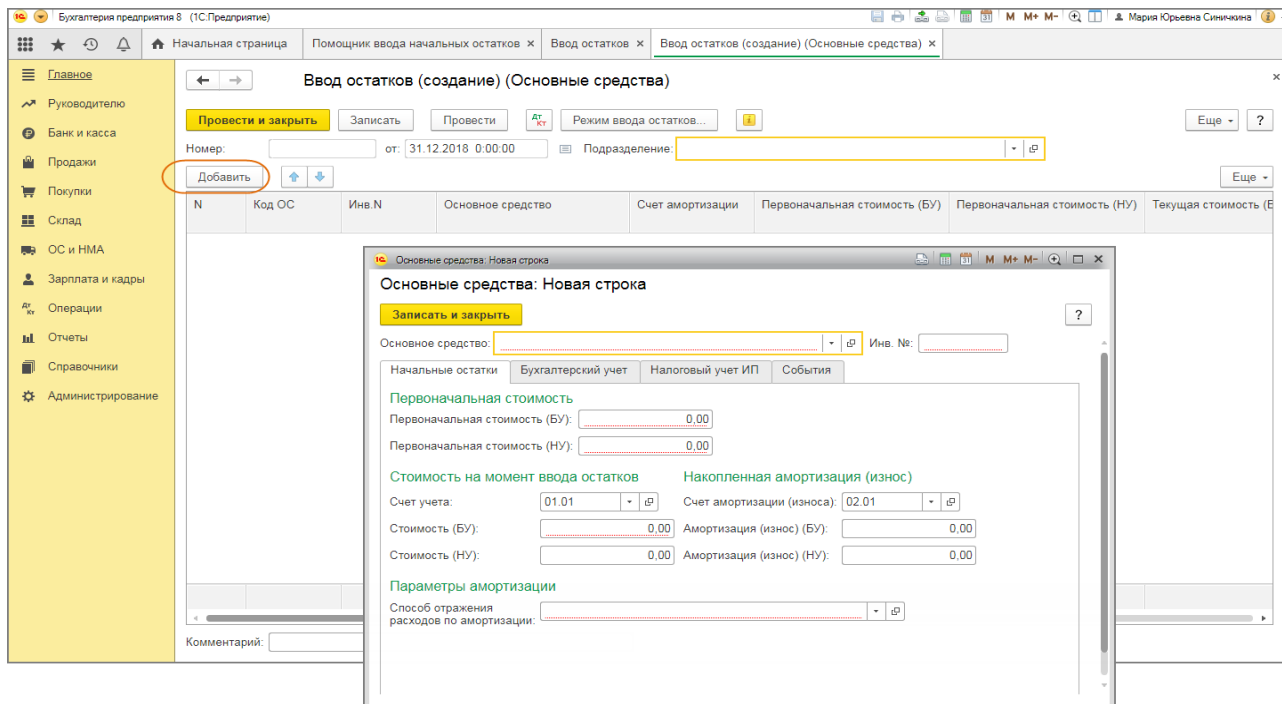 1С Бухгалтерия предприятия 8 (1С:Предприятие) 31 M M+ M- Мария Юрьевна Синичкина i
Начальная страница Помощник ввода начальных остатков × Ввод остатков × Ввод остатков (создание) (Основные средства) ×
Главное
Руководителю
Банк и касса
Продажи
Покупки
Склад
ОС и НМА
Зарплата и кадры
Дт Кт Операции
Отчеты
Справочники
Администрирование
Ввод остатков (создание) (Основные средства) ×
Провести и закрыть Записать Провести Дт Кт Режим ввода остатков... i Еще ?
Номер: от: 31.12.2018 0:00:00 Подразделение:
Добавить Еще
N Код ОС Инв.N Основное средство Счет амортизации Первоначальная стоимость (БУ) Первоначальная стоимость (НУ) Текущая стоимость (Б
Комментарий:
1С Основные средства: Новая строка 31 M M+ M- ×
Основные средства: Новая строка
Записать и закрыть ?
Основное средство: Инв. №:
Начальные остатки Бухгалтерский учет Налоговый учет ИП События
Первоначальная стоимость
Первоначальная стоимость (БУ): 0,00
Первоначальная стоимость (НУ): 0,00
Стоимость на момент ввода остатков Накопленная амортизация (износ)
Счет учета: 01.01 Счет амортизации (износа): 02.01
Стоимость (БУ): 0,00 Амортизация (износ) (БУ): 0,00
Стоимость (НУ): 0,00 Амортизация (износ) (НУ): 0,00
Параметры амортизации
Способ отражения
расходов по амортизации: